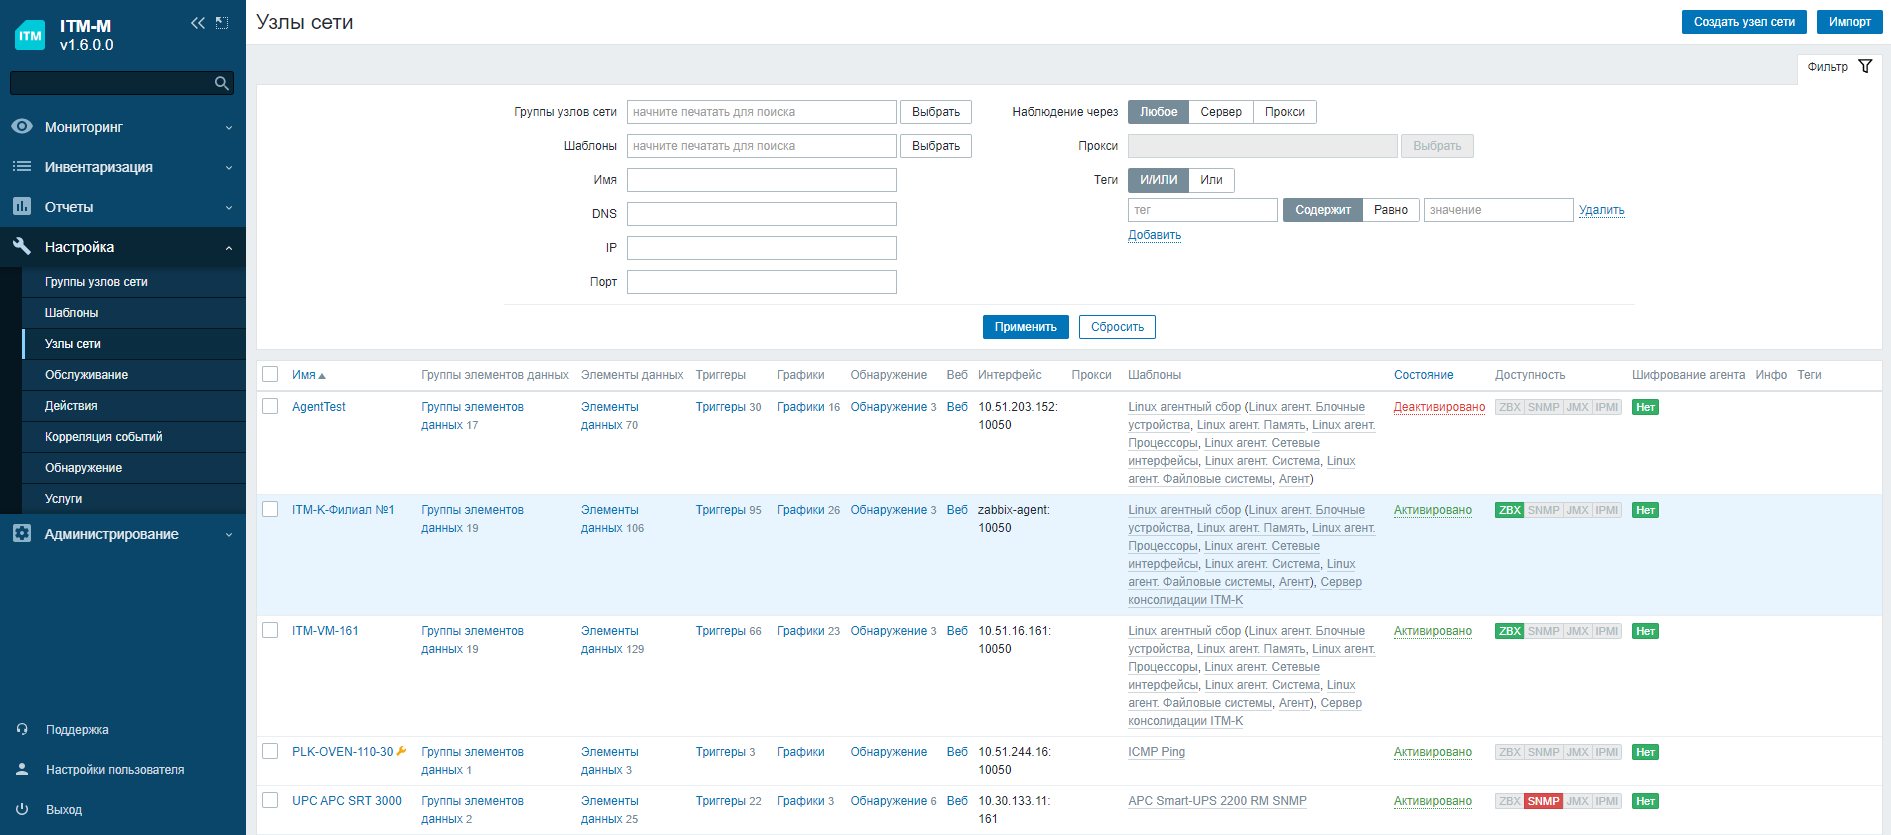 ITM
ITM-M
v1.6.0.0
Мониторинг
Инвентаризация
Отчеты
Настройка
Группы узлов сети
Шаблоны
Узлы сети
Обслуживание
Действия
Корреляция событий
Обнаружение
Услуги
Администрирование
Поддержка
Настройки пользователя
Выход
Узлы сети
Создать узел сети Импорт
Фильтр
Группы узлов сети начните печатать для поиска Выбрать
Шаблоны начните печатать для поиска Выбрать
Имя
DNS
IP
Порт
Наблюдение через Любое Сервер Прокси
Прокси Выбрать
Теги И/ИЛИ Или
тег Содержит Равно значение Удалить
Добавить
Применить Сбросить
Имя Группы элементов данных Элементы данных Триггеры Графики Обнаружение Веб Интерфейс Прокси Шаблоны Состояние Доступность Шифрование агента Инфо Теги
AgentTest Группы элементов Элементы Триггеры 30 Графики 16 Обнаружение 3 Веб 10.51.203.152: Linux агентный сбор (Linux агент. Блочные Деактивировано ZBX SNMP JMX IPMI Нет
данных 17 данных 70 10050 устройства, Linux агент. Память, Linux агент.
Процессоры, Linux агент. Сетевые
интерфейсы, Linux агент. Система, Linux
агент. Файловые системы, Агент)
ITM-К-Филиал №1 Группы элементов Элементы Триггеры 95 Графики 26 Обнаружение 3 Веб zabbix-agent: Linux агентный сбор (Linux агент. Блочные Активировано ZBX SNMP JMX IPMI Нет
данных 19 данных 106 10050 устройства, Linux агент. Память, Linux агент.
Процессоры, Linux агент. Сетевые
интерфейсы, Linux агент. Система, Linux
агент. Файловые системы, Агент), Сервер
консолидации ITM-K
ITM-VM-161 Группы элементов Элементы Триггеры 66 Графики 23 Обнаружение 3 Веб 10.51.16.161: Linux агентный сбор (Linux агент. Блочные Активировано ZBX SNMP JMX IPMI Нет
данных 19 данных 129 10050 устройства, Linux агент. Память, Linux агент.
Процессоры, Linux агент. Сетевые
интерфейсы, Linux агент. Система, Linux
агент. Файловые системы, Агент), Сервер
консолидации ITM-K
PLK-OVEN-110-30 Группы элементов Элементы Триггеры 3 Графики Обнаружение Веб 10.51.244.16: ICMP Ping Активировано ZBX SNMP JMX IPMI Нет
данных 1 данных 3 10050
UPC APC SRT 3000 Группы элементов Элементы Триггеры 22 Графики 3 Обнаружение 6 Веб 10.30.133.11: APC Smart-UPS 2200 RM SNMP Активировано ZBX SNMP JMX IPMI Нет
данных 2 данных 25 161